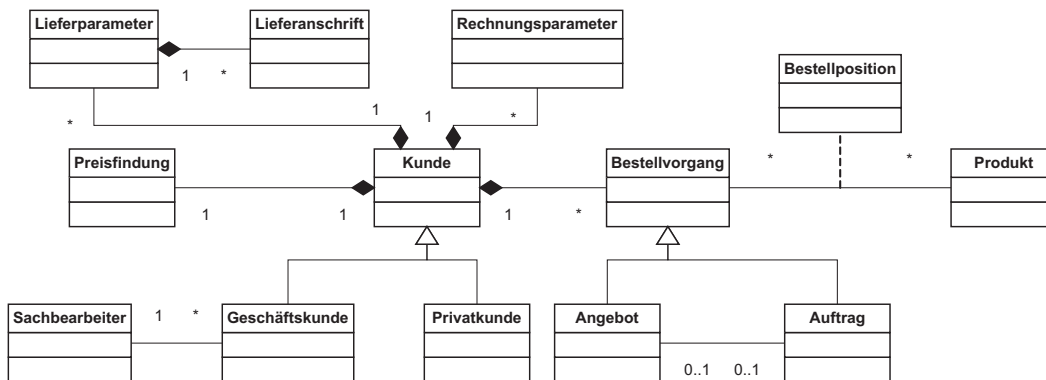 Lieferparameter
Lieferanschrift
Rechnungsparameter
Bestellposition
1 *
*
1
1
*
Preisfindung
Kunde
Bestellvorgang
*
*
Produkt
1
1
1
*
Sachbearbeiter
1 *
Geschäftskunde
Privatkunde
Angebot
Auftrag
0..1 0..1